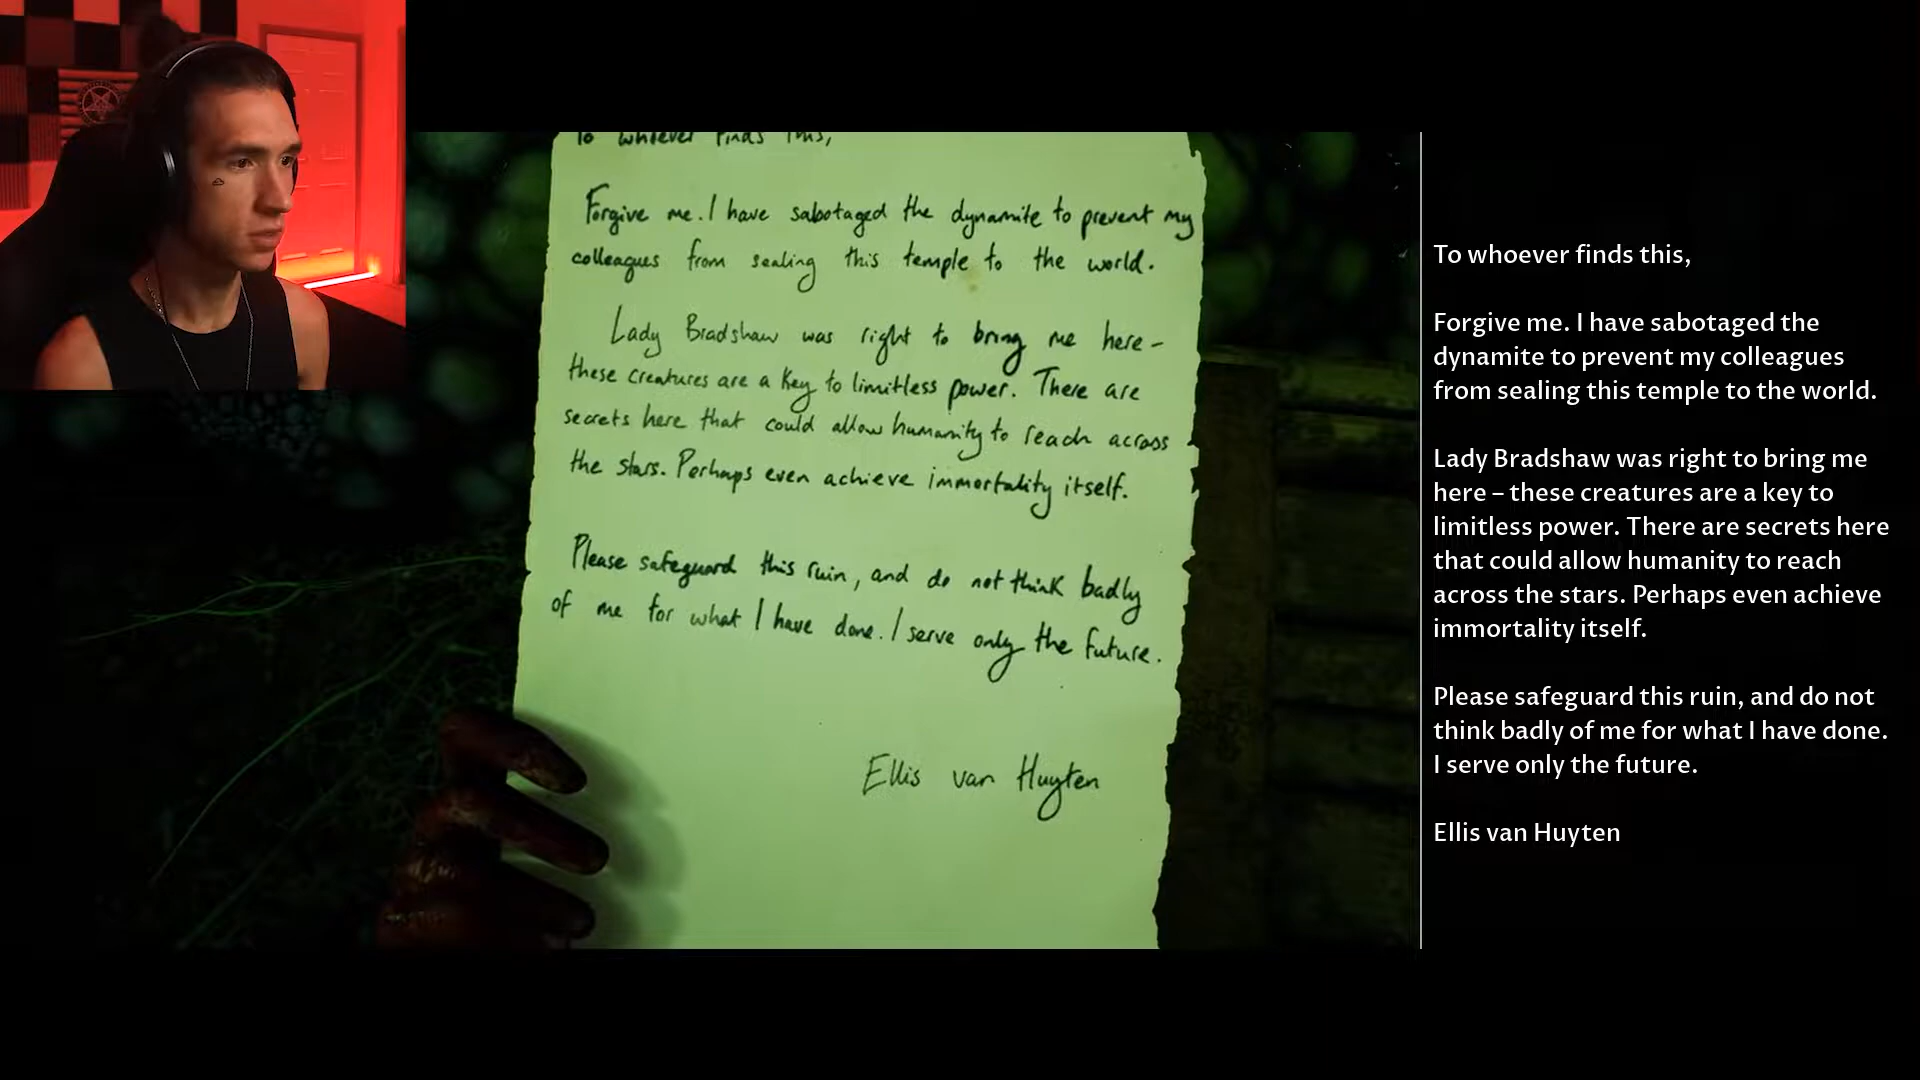 To whoever finds this,
Forgive me. I have sabotaged the dynamite to prevent my
colleagues from sealing this temple to the world.
Lady Bradshaw was right to bring me here –
these creatures are a key to limitless power. There are
secrets here that could allow humanity to reach across
the stars. Perhaps even achieve immortality itself.
Please safeguard this ruin, and do not think badly
of me for what I have done. I serve only the future.
Ellis van Huyten
To whoever finds this,
Forgive me. I have sabotaged the
dynamite to prevent my colleagues
from sealing this temple to the world.
Lady Bradshaw was right to bring me
here – these creatures are a key to
limitless power. There are secrets here
that could allow humanity to reach
across the stars. Perhaps even achieve
immortality itself.
Please safeguard this ruin, and do not
think badly of me for what I have done.
I serve only the future.
Ellis van Huyten